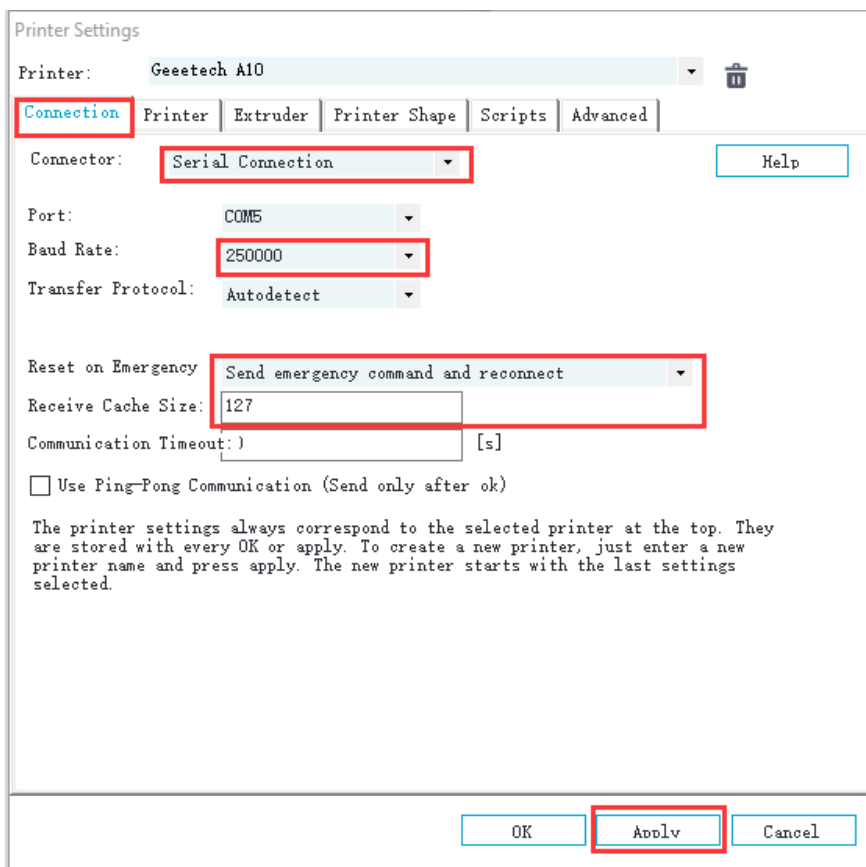 Printer Settings
Printer: Geeetech A10
Connection Printer Extruder Printer Shape Scripts Advanced
Connector: Serial Connection Help
Port: COM5
Baud Rate: 250000
Transfer Protocol: Autodetect
Reset on Emergency Send emergency command and reconnect
Receive Cache Size: 127
Communication Timeout:) [s]
Use Ping-Pong Communication (Send only after ok)
The printer settings always correspond to the selected printer at the top. They
are stored with every OK or apply. To create a new printer, just enter a new
printer name and press apply. The new printer starts with the last settings
selected.
OK Apply Cancel